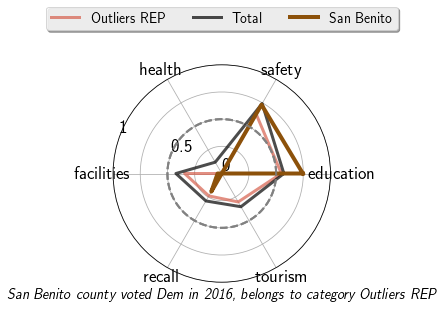 Outliers REP Total San Benito
health safety
1
0.5
0
facilities education
recall tourism
San Benito county voted Dem in 2016, belongs to category Outliers REP